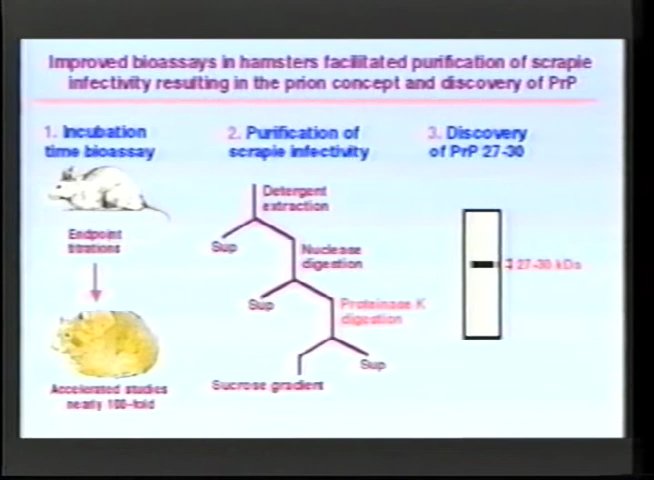 Improved bioassays in hamsters facilitated purification of scrapie
infectivity resulting in the prion concept and discovery of PrP
1. Incubation
time bioassay
2. Purification of
scrapie infectivity
3. Discovery
of PrP 27-30
Endpoint
titrations
Accelerated studies
nearly 100-fold
Detergent
extraction
Sup
Nuclease
digestion
Sup
Proteinase K
digestion
Sup
Sucrose gradient
27-30 kDa